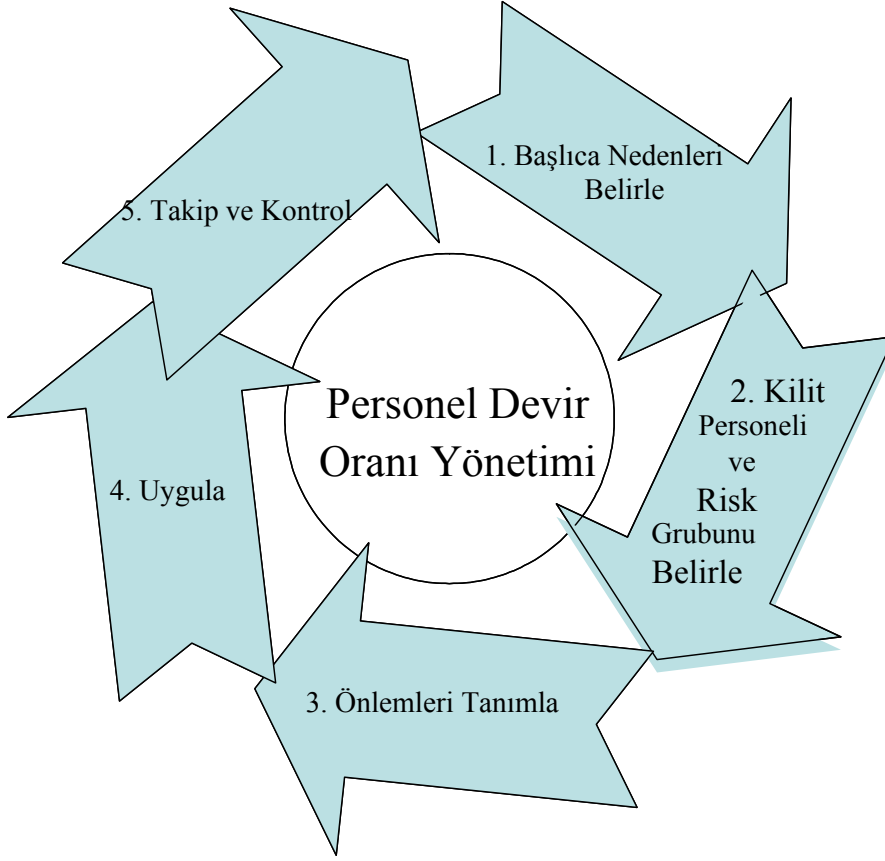 1. Başlıca Nedenleri
Belirle
2. Kilit
Personeli
ve
Risk
Grubunu
Belirle
3. Önlemleri Tanımla
4. Uygula
5. Takip ve Kontrol
Personel Devir
Oranı Yönetimi